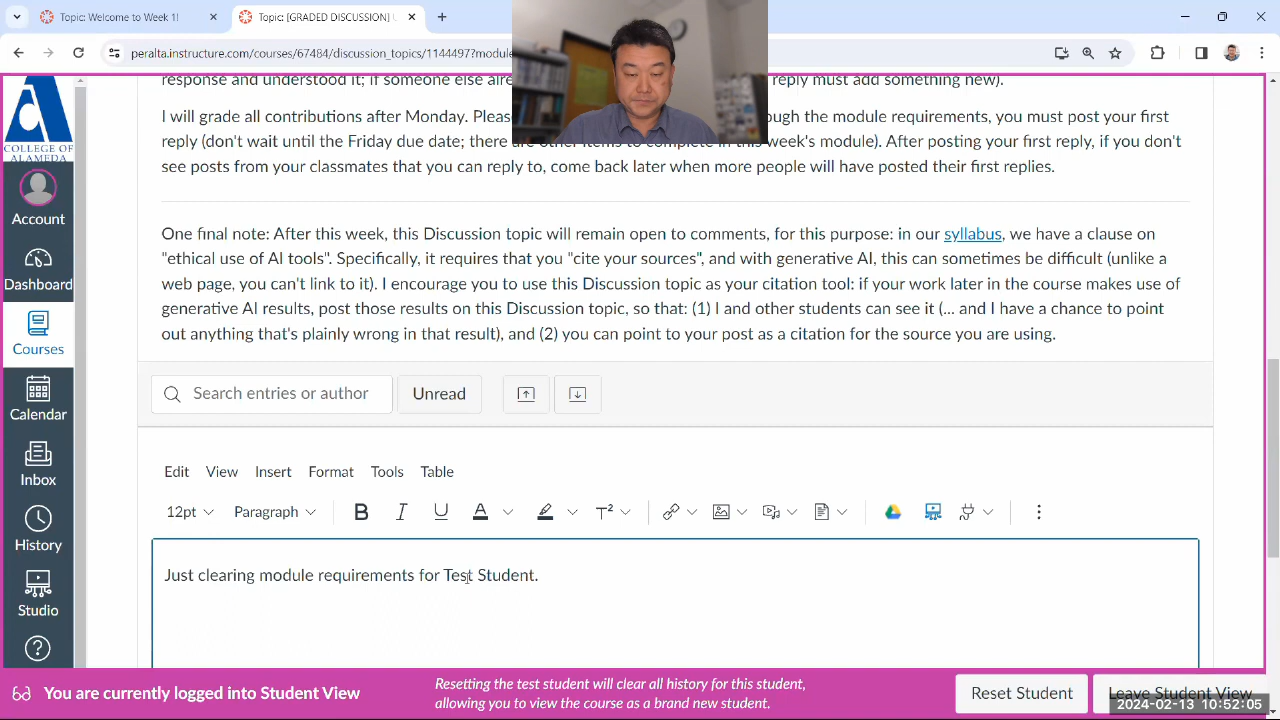 Courses
Topic: [GRADED]
peralta.ercollege.com/courses/67484/discussion_topics/1144497?modul
response and understood it; if someone else alre
reply must add something new).
I will grade all contributions after Monday. Pleas
ough the module requirements, you must post your first
reply (don't wait until the Friday due date; there are other items to complete in this week's module). After posting your first reply, if you don't
see posts from your classmates that you can reply to, come back later when more people will have posted their first replies.
One final note: After this week, this Discussion topic will remain open to comments, for this purpose: in our syllabus, we have a clause on
"ethical use of AI tools". Specifically, it requires that you "cite your sources", and with generative AI, this can sometimes be difficult (unlike a
web page, you can't link to it). I encourage you to use this Discussion topic as your citation tool: if your work later in the course makes use of
generative AI results, post those results on this Discussion topic, so that: (1) I and other students can see it (... and I have a chance to point
out anything that's plainly wrong in that result), and (2) you can point to your post as a citation for the source you are using.
COLLEGE OF
ALAMEDA
Account
Dashboard
Courses
Calendar
Inbox
History
Studio
Search entries or author
Unread
Edit View Insert Format Tools Table
12pt Paragraph B I U A T²
Just clearing module requirements for Test Student.
You are currently logged into Student View
Resetting the test student will clear all history for this student,
allowing you to view the course as a brand new student.
Reset Student
Leave Student View
2024-02-13 10:52:05